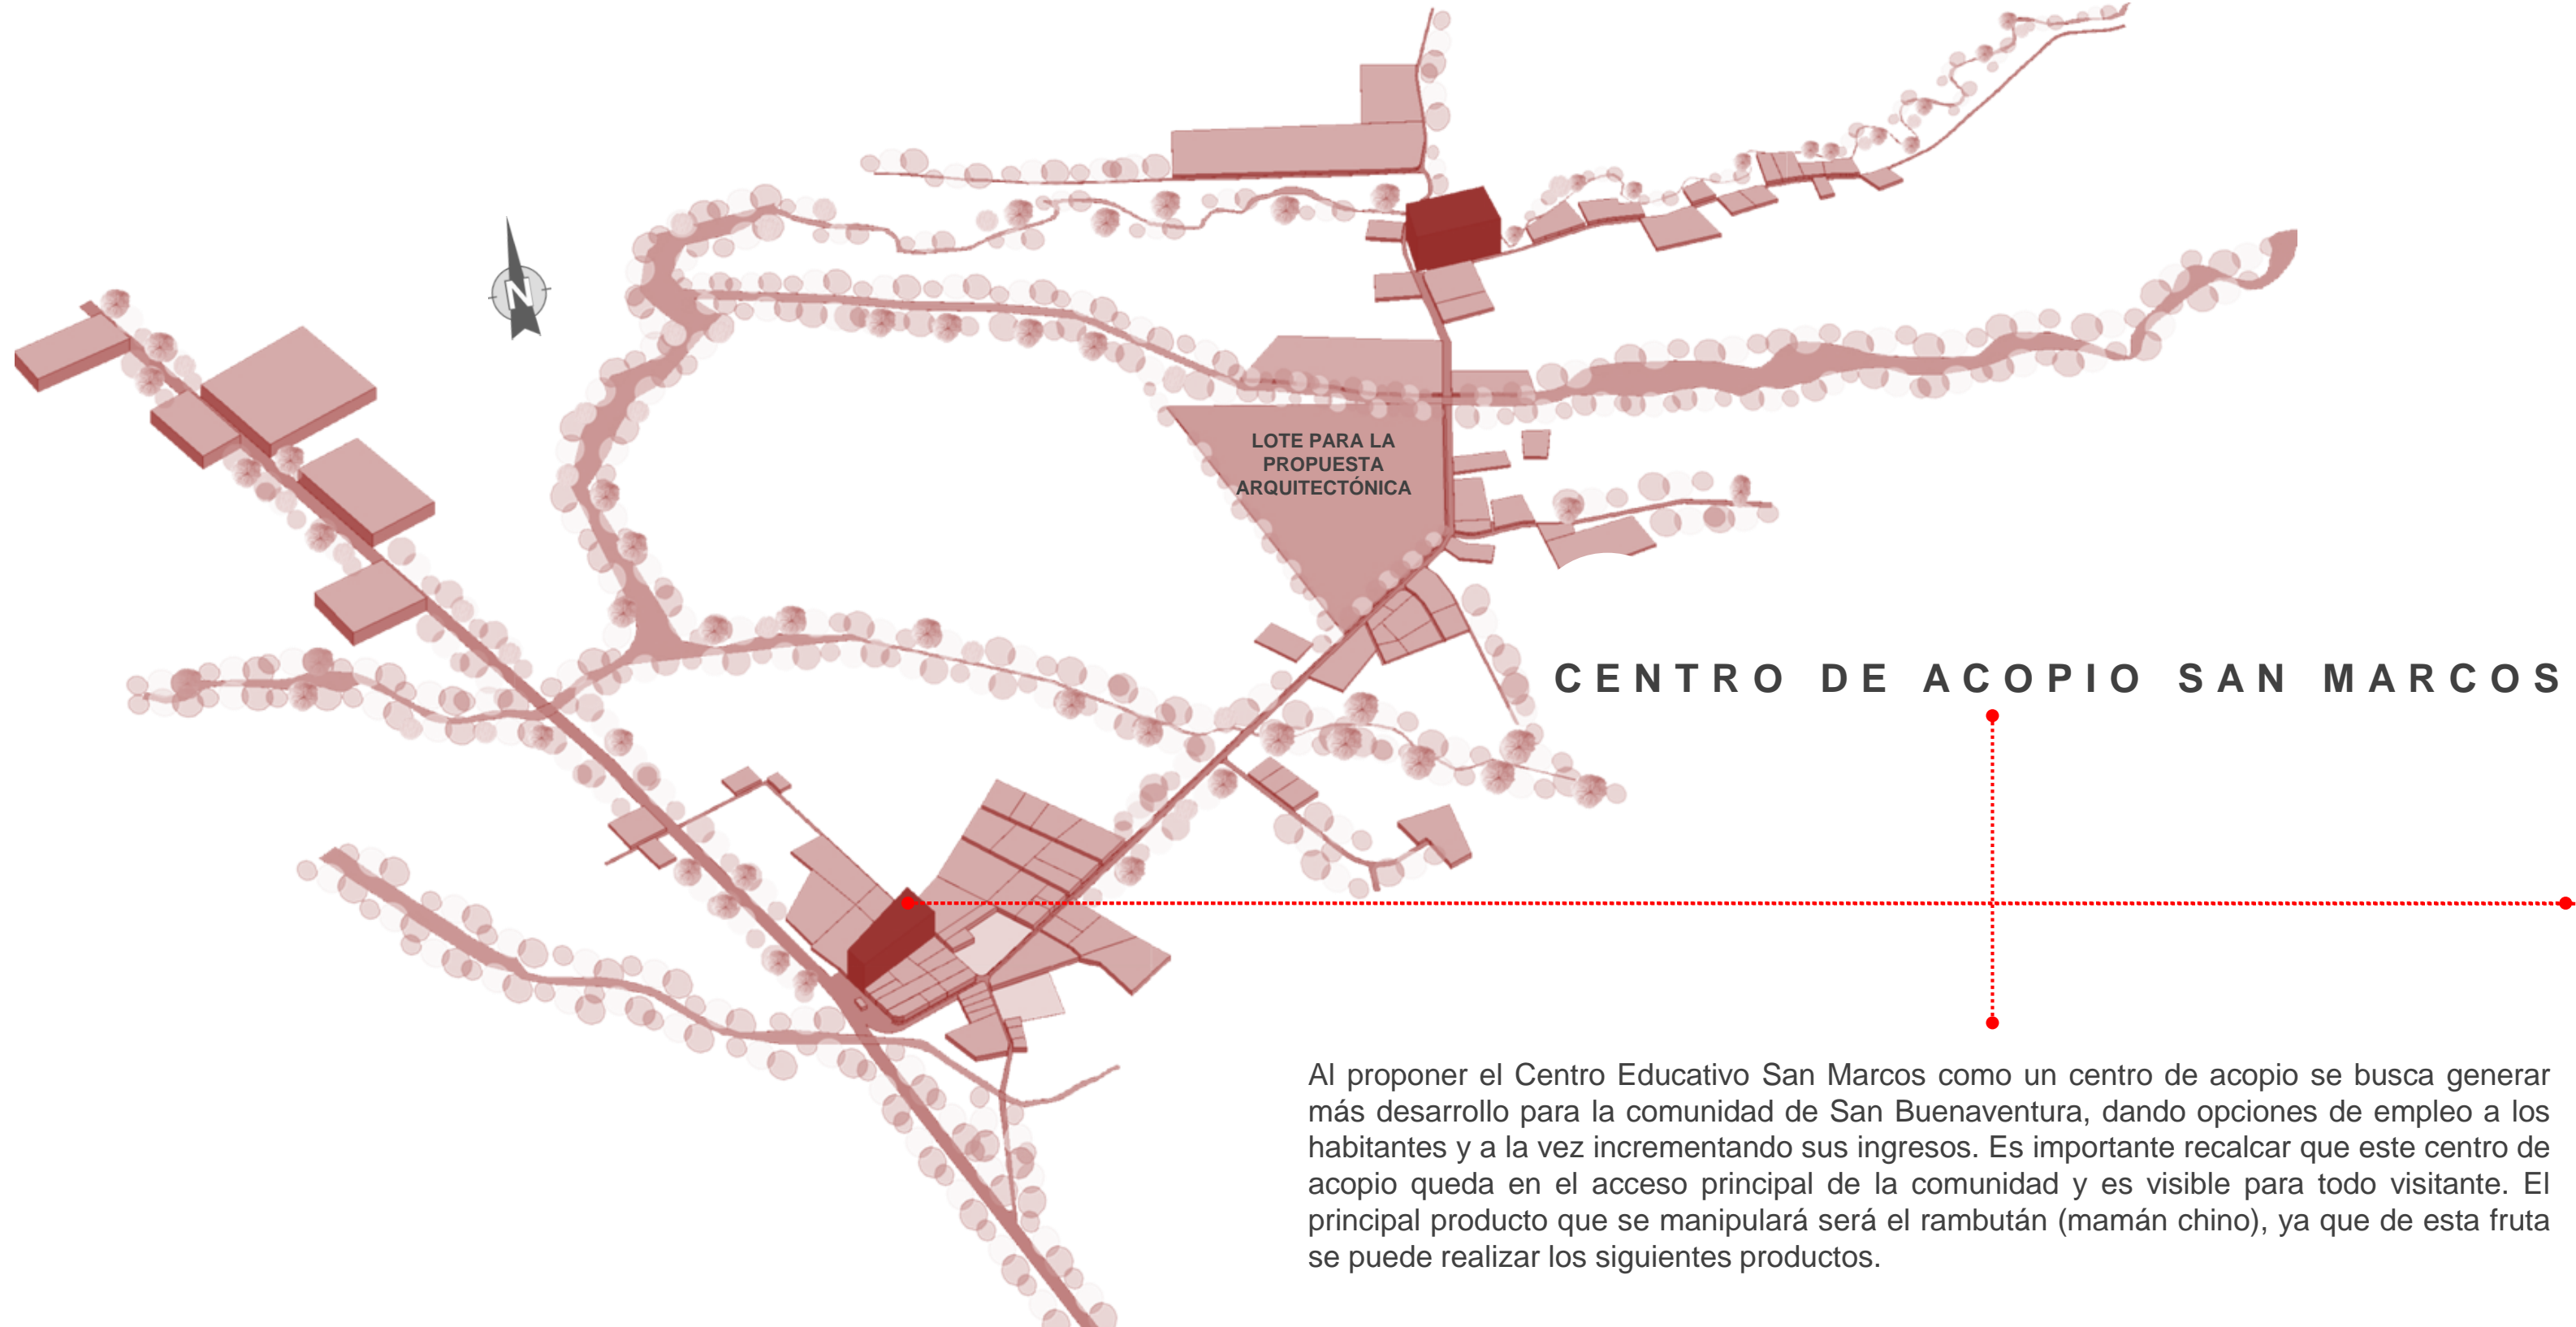 N
LOTE PARA LA
PROPUESTA
ARQUITECTÓNICA
CENTRO DE ACOPIO SAN MARCOS
Al proponer el Centro Educativo San Marcos como un centro de acopio se busca generar
más desarrollo para la comunidad de San Buenaventura, dando opciones de empleo a los
habitantes y a la vez incrementando sus ingresos. Es importante recalcar que este centro de
acopio queda en el acceso principal de la comunidad y es visible para todo visitante. El
principal producto que se manipulará será el rambután (mamán chino), ya que de esta fruta
se puede realizar los siguientes productos.